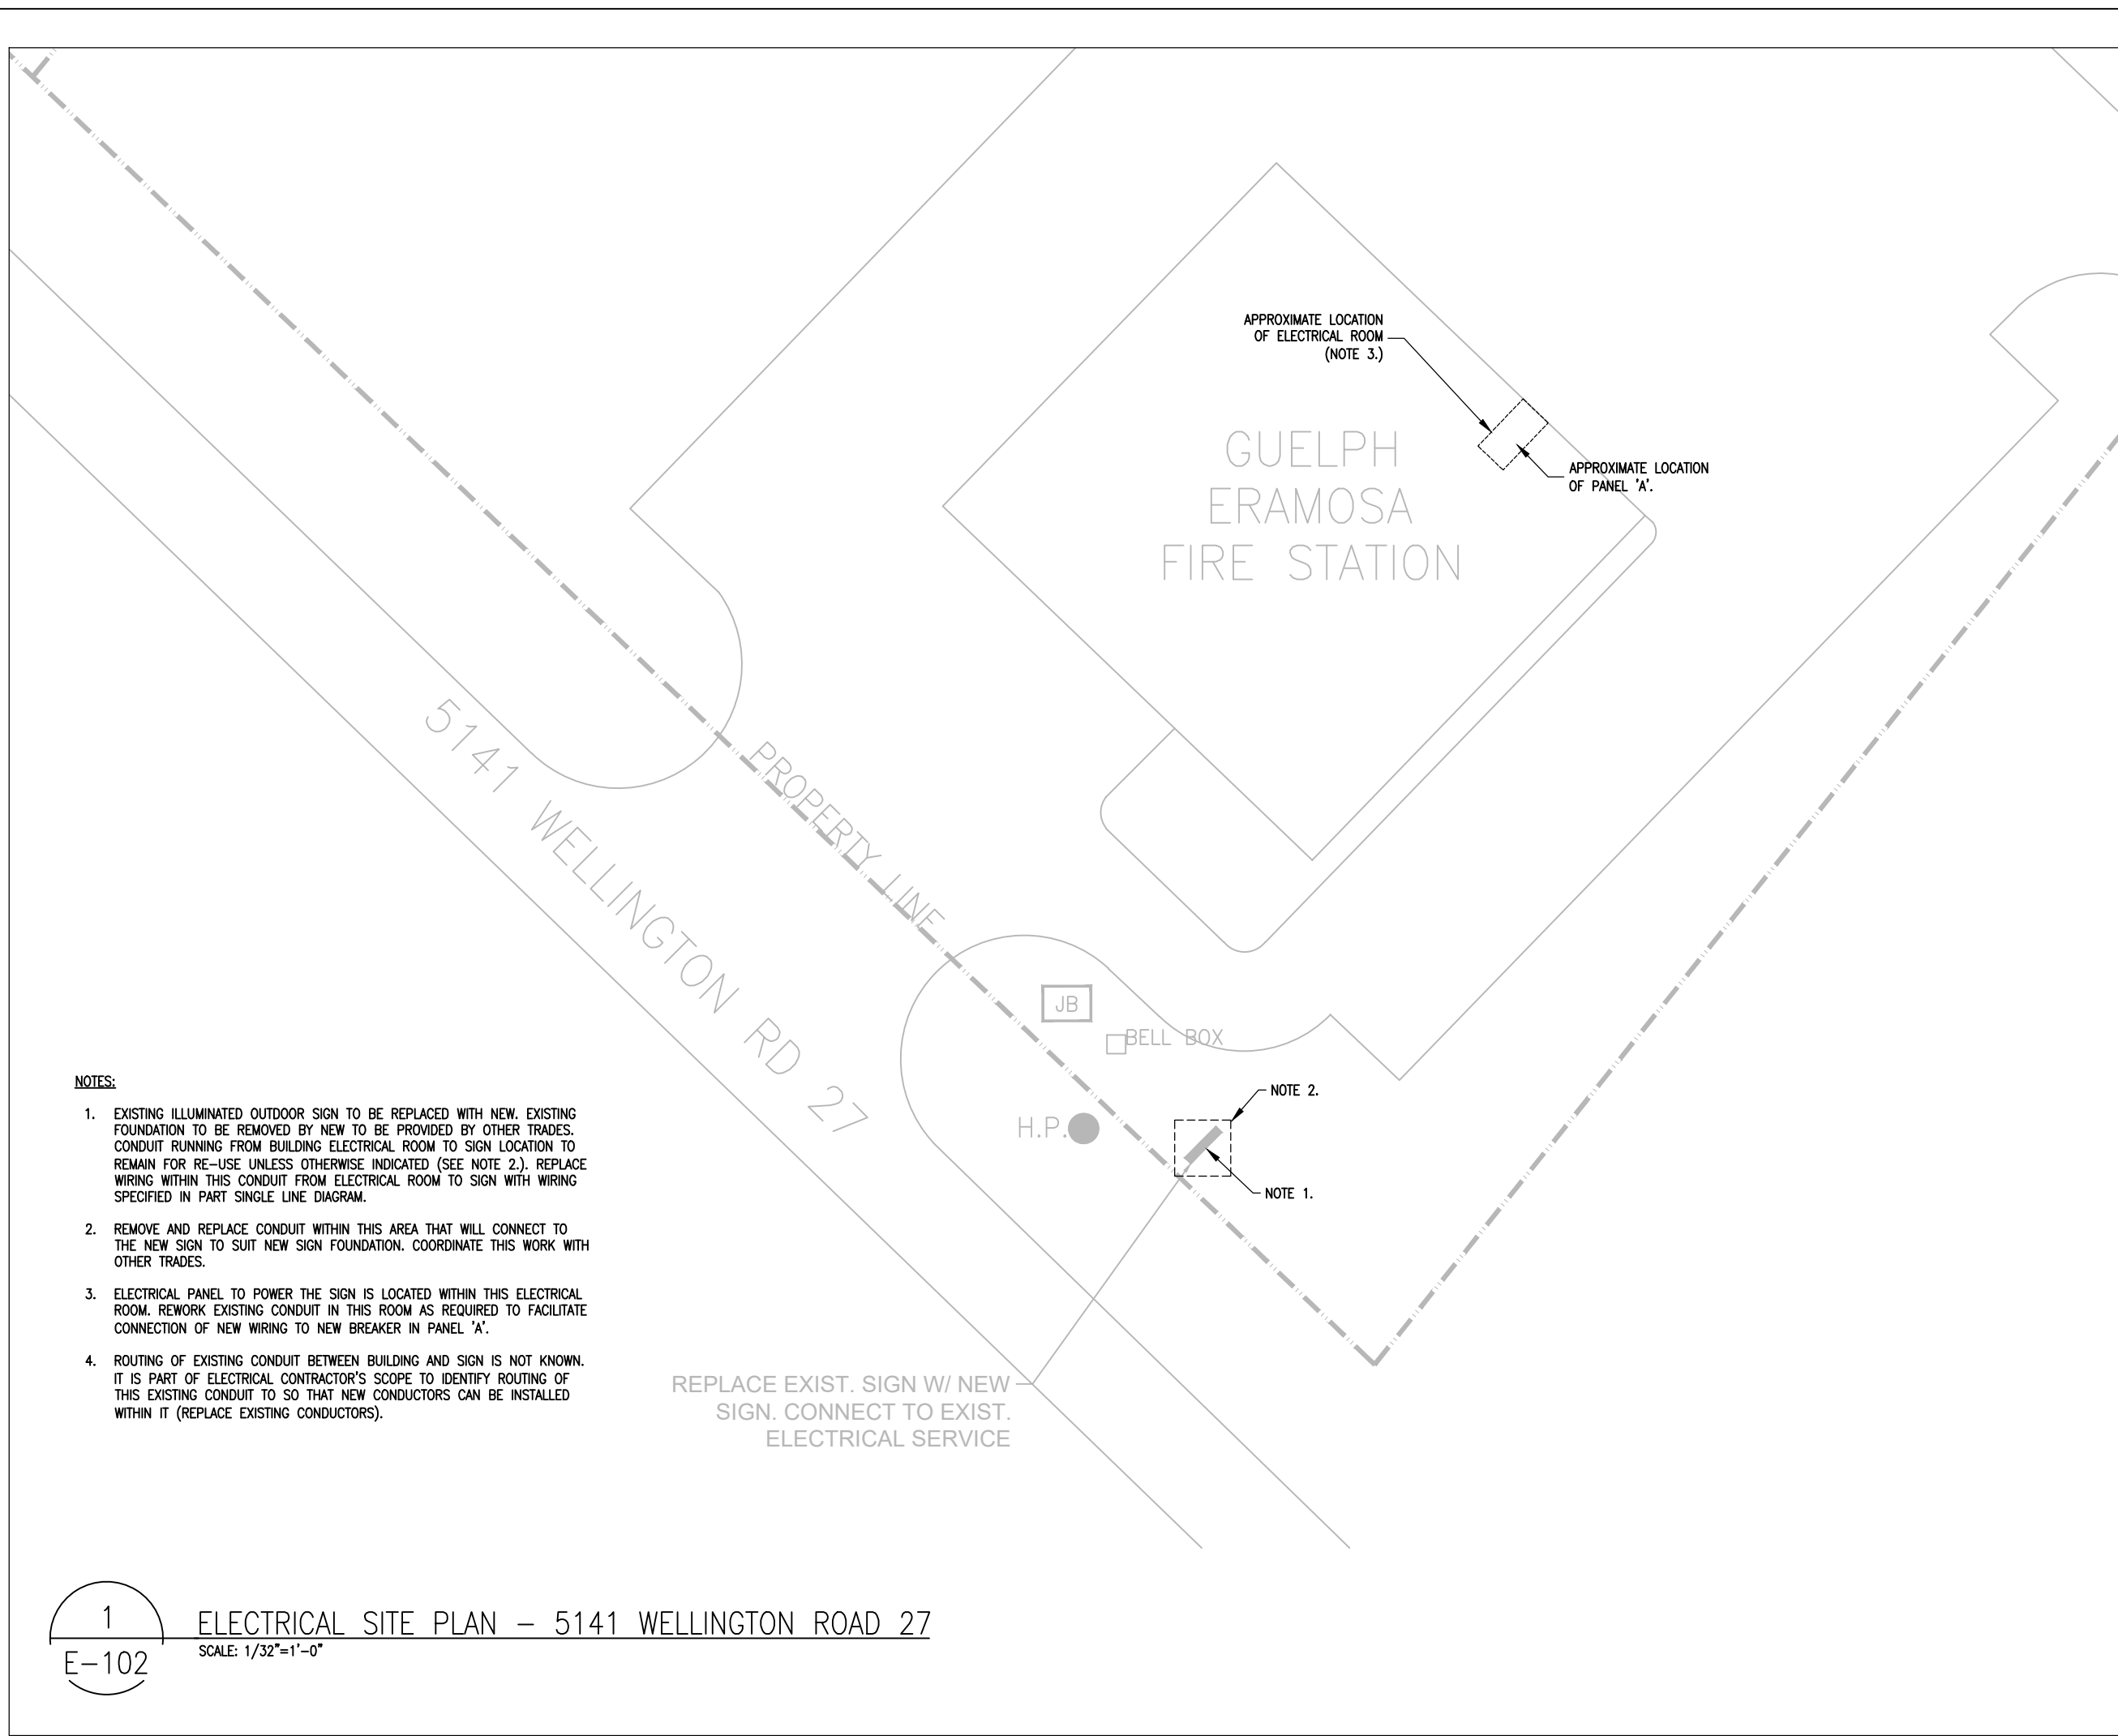 APPROXIMATE LOCATION
OF ELECTRICAL ROOM
(NOTE 3.)
GUELPH
ERAMOSA
FIRE STATION
APPROXIMATE LOCATION
OF PANEL 'A'.
5141 WELLINGTON RD 27
PROPERTY LINE
JB
BELL BOX
H.P.
NOTE 2.
NOTE 1.
NOTES:
1. EXISTING ILLUMINATED OUTDOOR SIGN TO BE REPLACED WITH NEW. EXISTING
FOUNDATION TO BE REMOVED BY NEW TO BE PROVIDED BY OTHER TRADES.
CONDUIT RUNNING FROM BUILDING ELECTRICAL ROOM TO SIGN LOCATION TO
REMAIN FOR RE-USE UNLESS OTHERWISE INDICATED (SEE NOTE 2.). REPLACE
WIRING WITHIN THIS CONDUIT FROM ELECTRICAL ROOM TO SIGN WITH WIRING
SPECIFIED IN PART SINGLE LINE DIAGRAM.
2. REMOVE AND REPLACE CONDUIT WITHIN THIS AREA THAT WILL CONNECT TO
THE NEW SIGN TO SUIT NEW SIGN FOUNDATION. COORDINATE THIS WORK WITH
OTHER TRADES.
3. ELECTRICAL PANEL TO POWER THE SIGN IS LOCATED WITHIN THIS ELECTRICAL
ROOM. REWORK EXISTING CONDUIT IN THIS ROOM AS REQUIRED TO FACILITATE
CONNECTION OF NEW WIRING TO NEW BREAKER IN PANEL 'A'.
4. ROUTING OF EXISTING CONDUIT BETWEEN BUILDING AND SIGN IS NOT KNOWN.
IT IS PART OF ELECTRICAL CONTRACTOR'S SCOPE TO IDENTIFY ROUTING OF
THIS EXISTING CONDUIT TO SO THAT NEW CONDUCTORS CAN BE INSTALLED
WITHIN IT (REPLACE EXISTING CONDUCTORS).
REPLACE EXIST. SIGN W/ NEW
SIGN. CONNECT TO EXIST.
ELECTRICAL SERVICE
1
E-102
ELECTRICAL SITE PLAN - 5141 WELLINGTON ROAD 27
SCALE: 1/32"=1'-0"